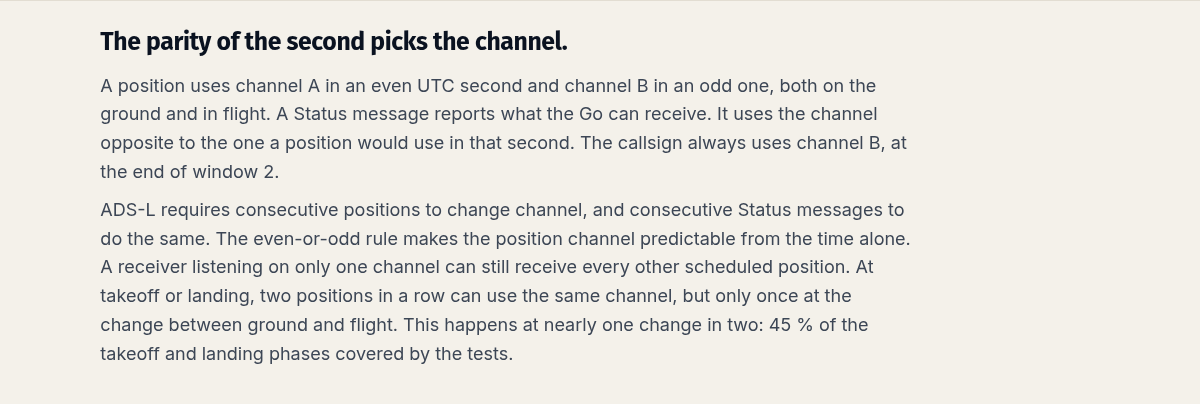 The parity of the second picks the channel.
A position uses channel A in an even UTC second and channel B in an odd one, both on the
ground and in flight. A Status message reports what the Go can receive. It uses the channel
opposite to the one a position would use in that second. The callsign always uses channel B, at
the end of window 2.
ADS-L requires consecutive positions to change channel, and consecutive Status messages to
do the same. The even-or-odd rule makes the position channel predictable from the time alone.
A receiver listening on only one channel can still receive every other scheduled position. At
takeoff or landing, two positions in a row can use the same channel, but only once at the
change between ground and flight. This happens at nearly one change in two: 45 % of the
takeoff and landing phases covered by the tests.